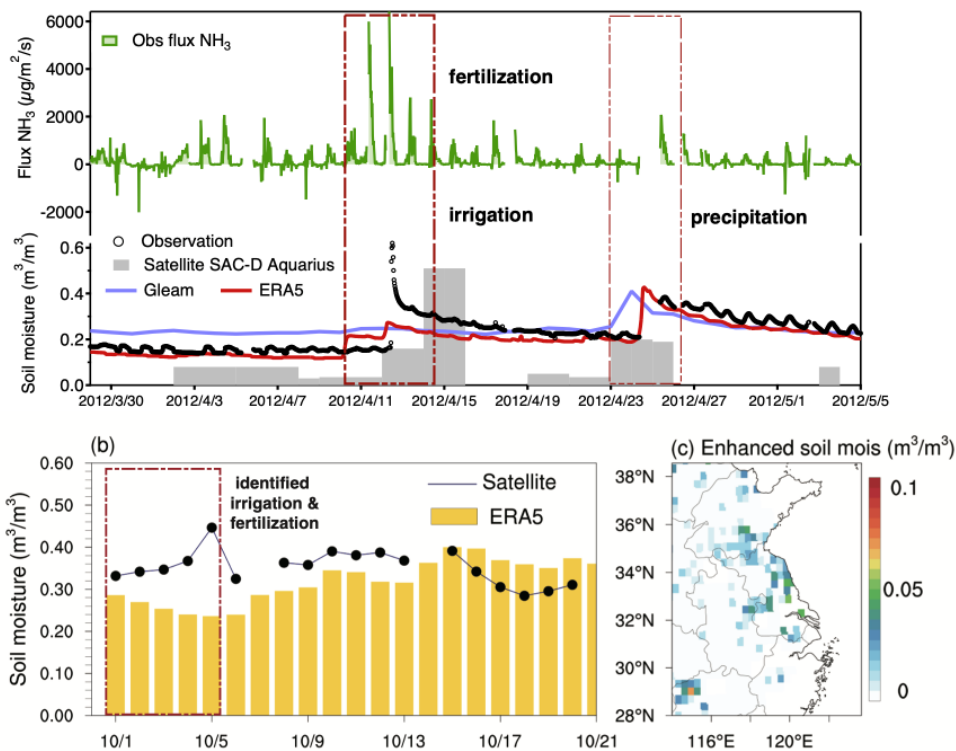 6000
4000
2000
0
-2000
Flux NH3 (μg/m2/s)
Obs flux NH3
fertilization
irrigation
precipitation
0.6
0.4
0.2
0.0
Soil moisture (m3/m3)
Observation
Satellite SAC-D Aquarius
Gleam
ERA5
2012/3/30 2012/4/3 2012/4/7 2012/4/11 2012/4/15 2012/4/19 2012/4/23 2012/4/27 2012/5/1 2012/5/5
(b)
0.60
0.50
0.40
0.30
0.20
0.10
0.00
Soil moisture (m3/m3)
identified
irrigation &
fertilization
Satellite
ERA5
10/1 10/5 10/9 10/13 10/17 10/21
(c) Enhanced soil mois (m3/m3)
38°N
36°N
34°N
32°N
30°N
28°N
116°E 120°E
0.1
0.05
0